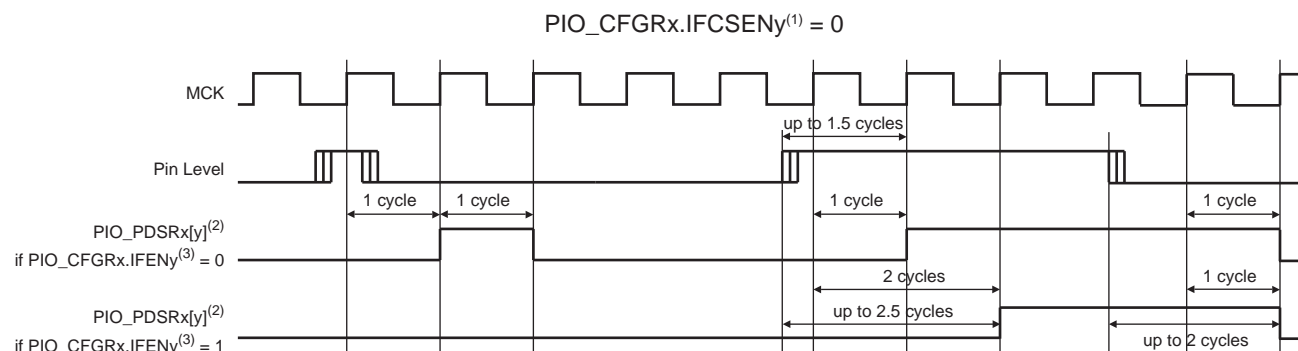 PIO_CFGRx.IFCSENy(1) = 0
MCK
up to 1.5 cycles
Pin Level
1 cycle
1 cycle
1 cycle
1 cycle
PIO_PDSRx[y](2)
if PIO_CFGRx.IFENy(3) = 0
2 cycles
1 cycle
PIO_PDSRx[y](2)
up to 2.5 cycles
if PIO_CFGRx.IFENy(3) = 1
up to 2 cycles